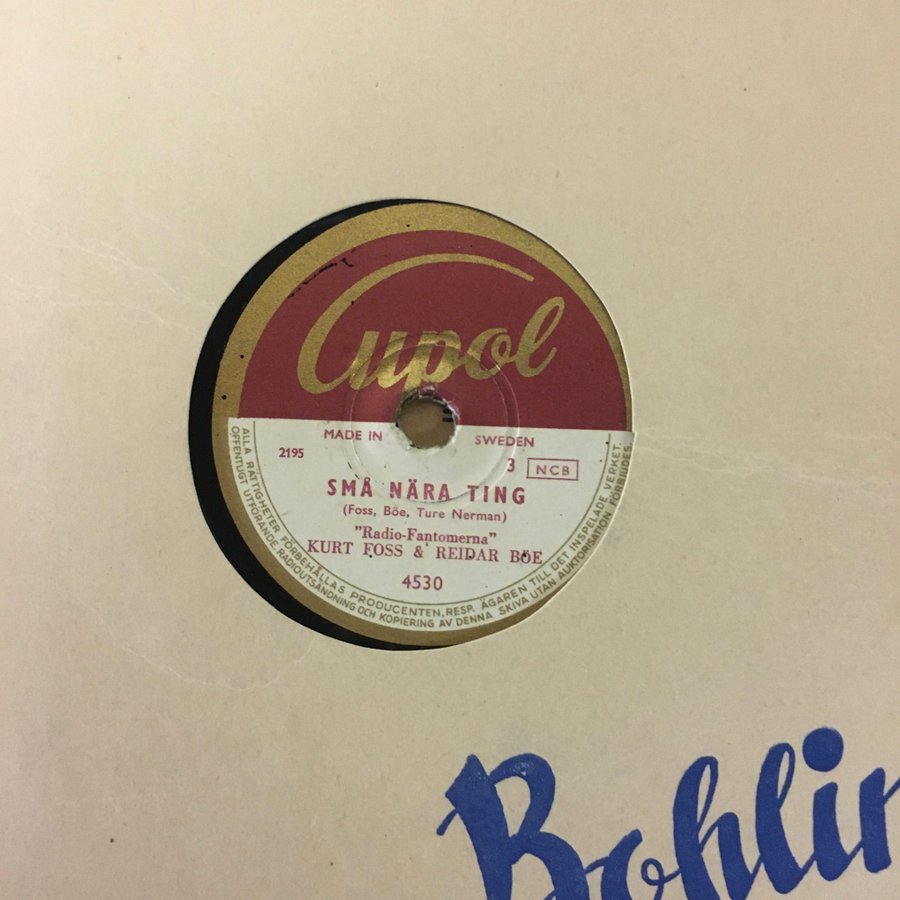 Cupol
MADE IN SWEDEN
2195
3 NCB
SMÅ NÄRA TING
(Foss, Böe, Ture Nerman)
"Radio-Fantomerna"
KURT FOSS & REIDAR BÖE
4530
ALLA RÄTTIGHETER FÖRBEHÅLLAS PRODUCENTEN, RESP. ÄGAREN TILL DET INSPELADE VERKET.
OFFENTLIGT UTFÖRANDE, RADIOUTSÄNDNING OCH KOPIERING AV DENNA SKIVA UTAN AUKTORISATION FÖRBJUDES.
Bohlin